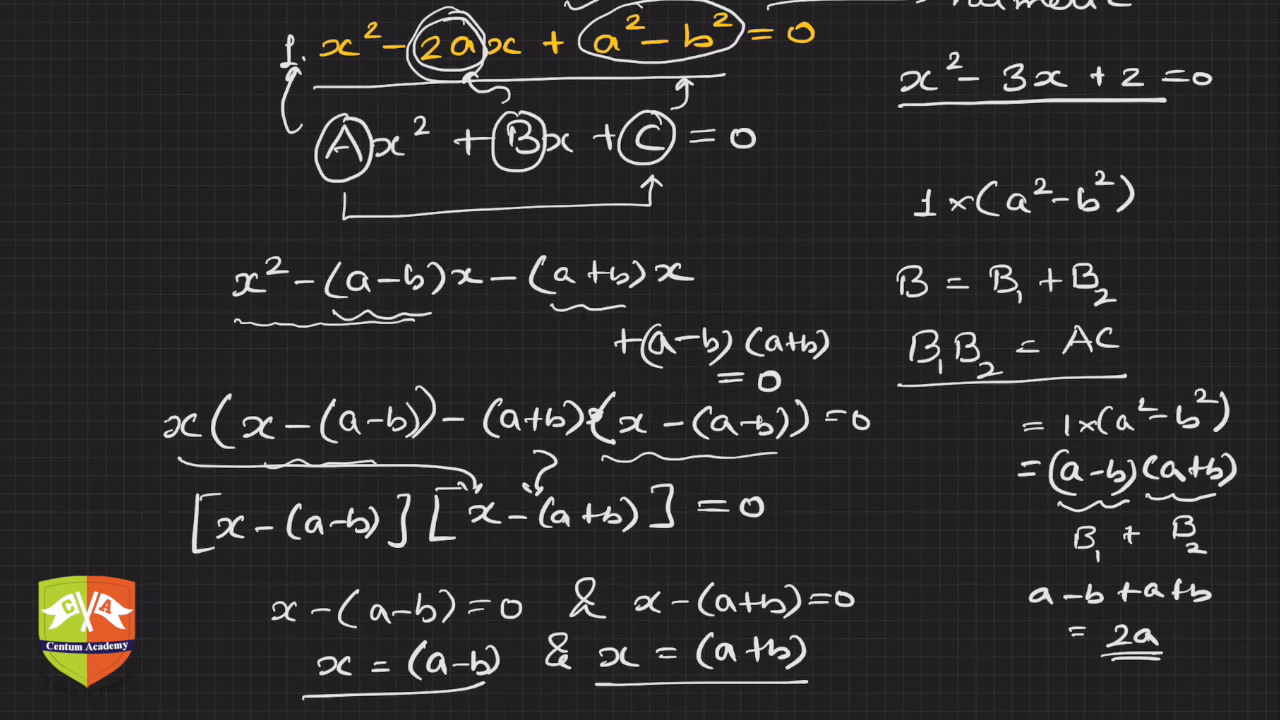 1. x² - 2a x + a² - b² = 0
Ax² + Bx + C = 0
x² - (a-b)x - (a+b)x
+(a-b)(a+b)
= 0
x(x-(a-b)) - (a+b)(x-(a-b)) = 0
[x-(a-b)][x-(a+b)] = 0
x-(a-b)=0 & x-(a+b)=0
x = (a-b) & x = (a+b)
x² - 3x + 2 = 0
1×(a²-b²)
B = B₁ + B₂
B₁B₂ = AC
= 1×(a²-b²)
= (a-b)(a+b)
B₁ + B₂
a-b+a+b
= 2a
C A
Centum Academy